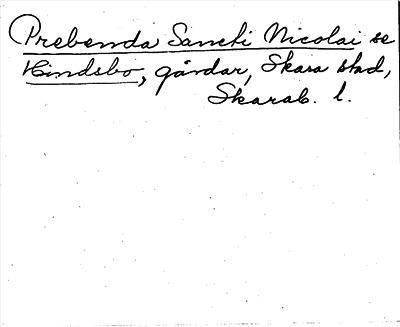 Prebenda Sancti Nicolai se
Hindsbo, gårdar, Skara stad,
Skarab. l.